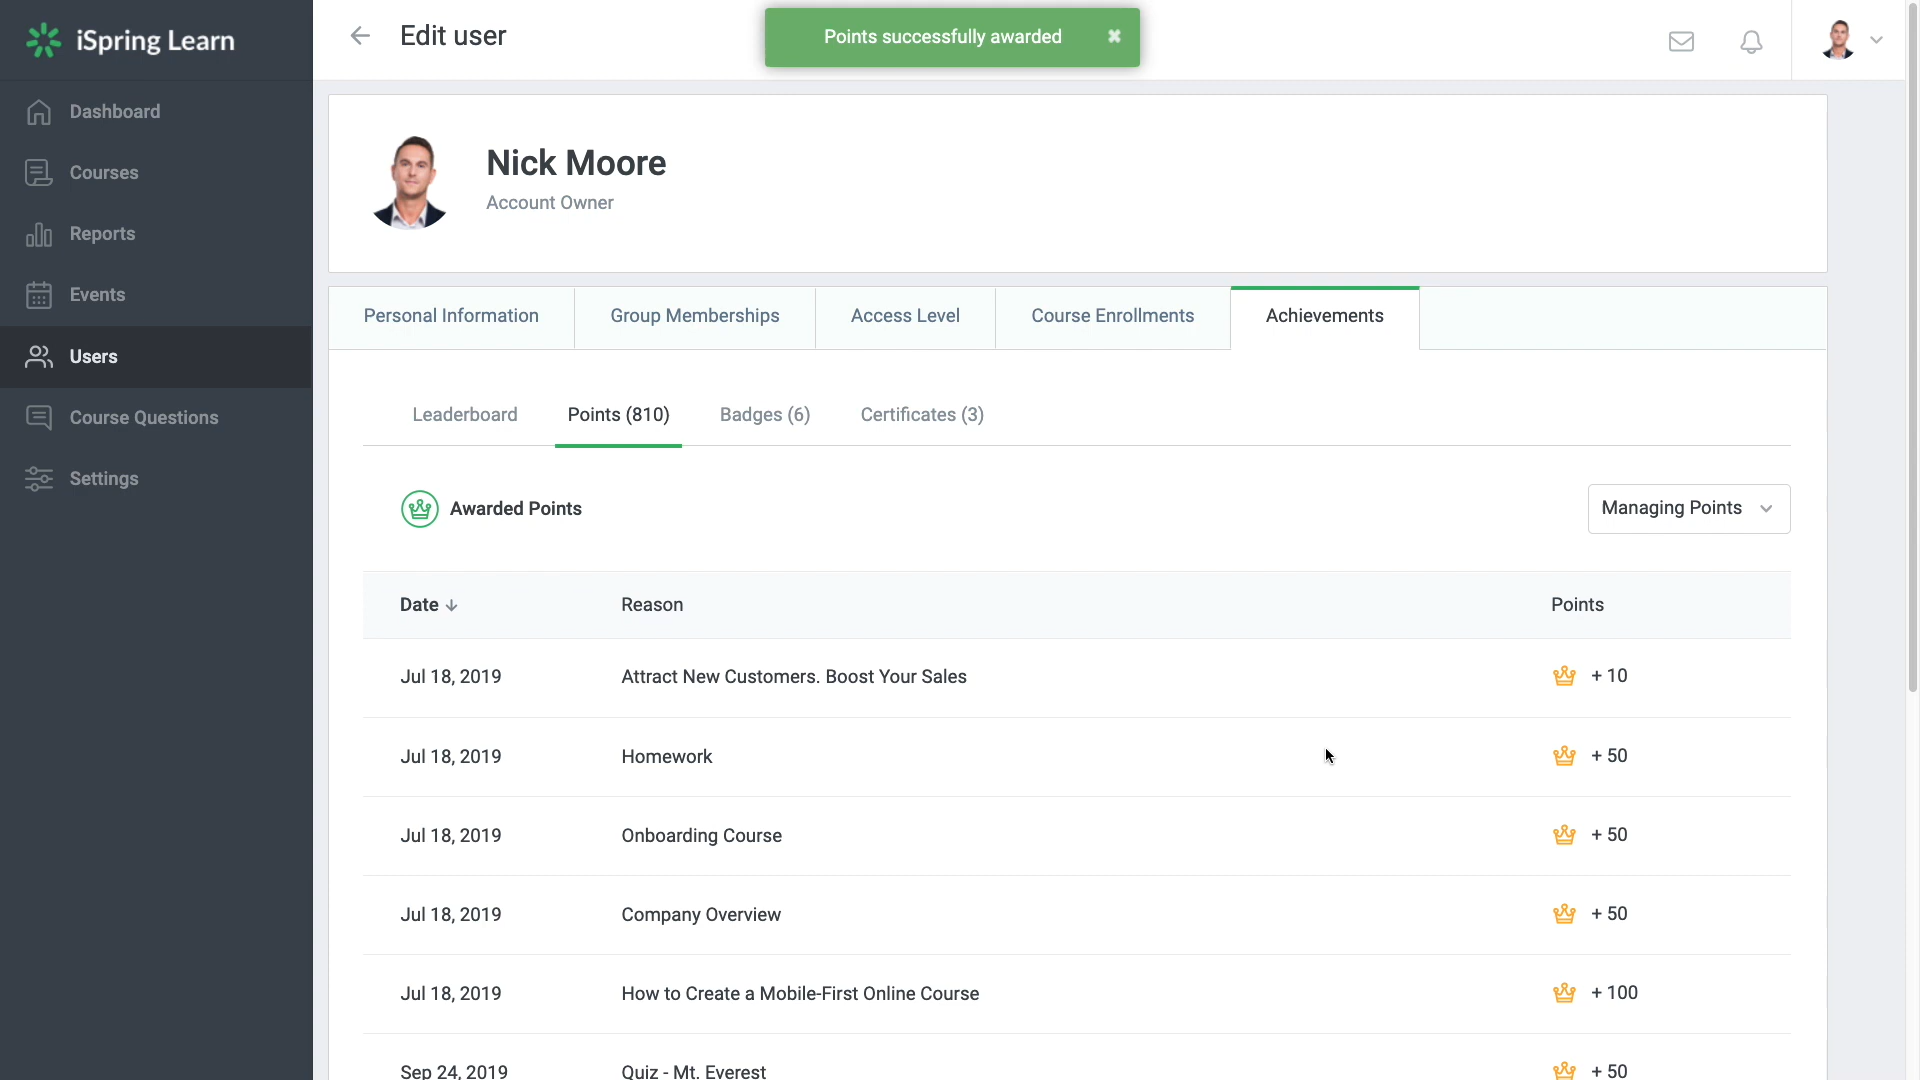 iSpring Learn
Edit user
Points successfully awarded
Dashboard
Courses
Reports
Events
Users
Course Questions
Settings
Nick Moore
Account Owner
Personal Information
Group Memberships
Access Level
Course Enrollments
Achievements
Leaderboard
Points (810)
Badges (6)
Certificates (3)
Awarded Points
Managing Points
Date Reason Points
Jul 18, 2019 Attract New Customers. Boost Your Sales + 10
Jul 18, 2019 Homework + 50
Jul 18, 2019 Onboarding Course + 50
Jul 18, 2019 Company Overview + 50
Jul 18, 2019 How to Create a Mobile-First Online Course + 100
Sep 24, 2019 Quiz - Mt. Everest + 50